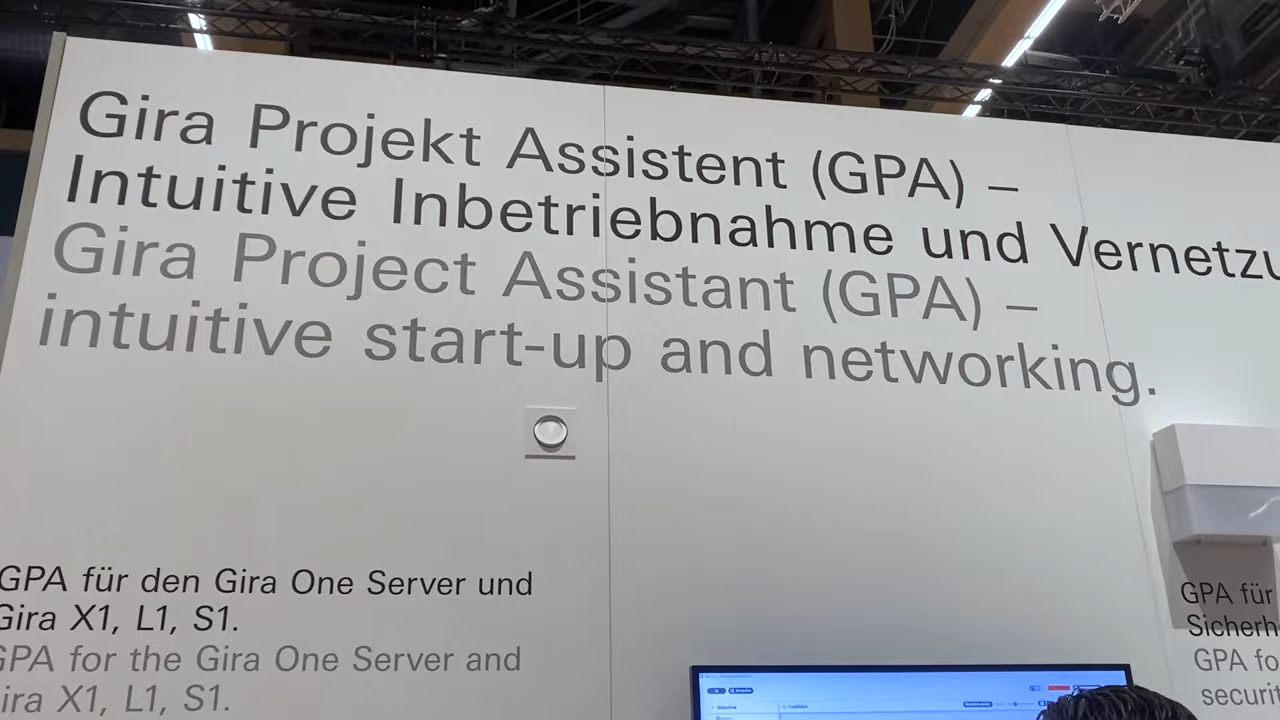 Gira Projekt Assistent (GPA) –
Intuitive Inbetriebnahme und
Gira Project Assistant (GPA) –
intuitive start-up and networking.
GPA für den Gira One Server und
Gira X1, L1, S1.
GPA for the Gira One Server and
X1, L1, S1.
GPA für
GPA